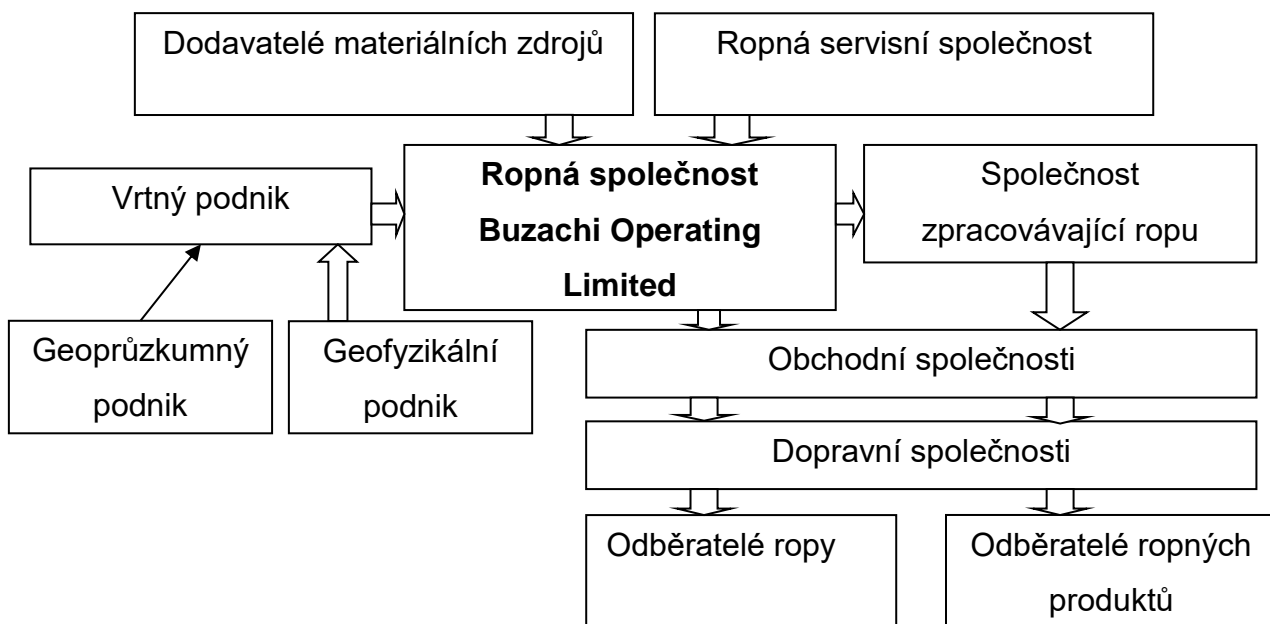 Dodavatelé materiálních zdrojů
Ropná servisní společnost
Vrtný podnik
Ropná společnost
Buzachi Operating
Limited
Společnost
zpracovávající ropu
Geoprůzkumný
podnik
Geofyzikální
podnik
Obchodní společnosti
Dopravní společnosti
Odběratelé ropy
Odběratelé ropných
produktů